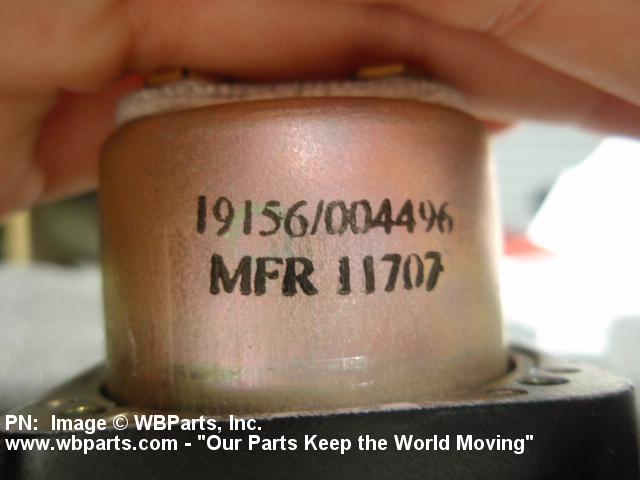 19156/004496
MFR 11707
PN:  Image © WBParts, Inc.
www.wbparts.com - "Our Parts Keep the World Moving"